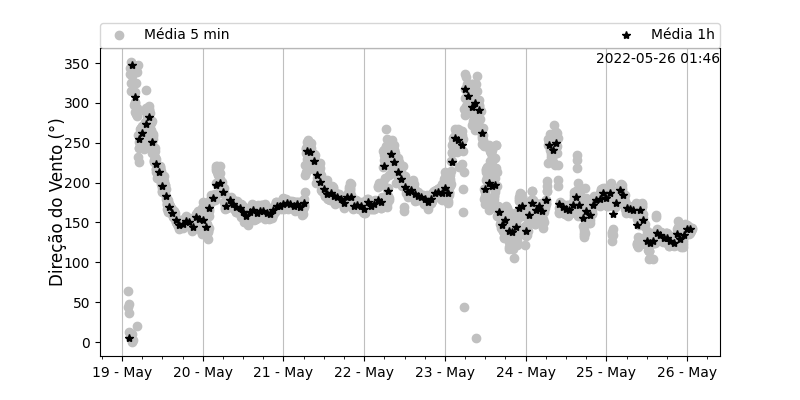 Média 5 min
Média 1h
2022-05-26 01:46
Direção do Vento (°)
350
300
250
200
150
100
50
0
19 - May
20 - May
21 - May
22 - May
23 - May
24 - May
25 - May
26 - May